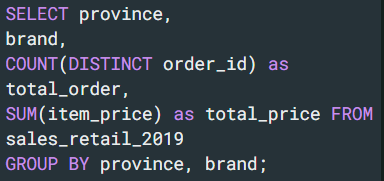 SELECT province,
brand,
COUNT(DISTINCT order_id) as
total_order,
SUM(item_price) as total_price FROM
sales_retail_2019
GROUP BY province, brand;